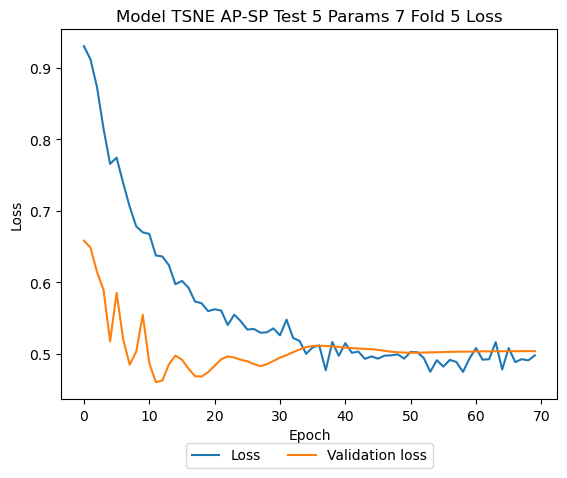 Model TSNE AP-SP Test 5 Params 7 Fold 5 Loss
Loss
0.9
0.8
0.7
0.6
0.5
0 10 20 30 40 50 60 70
Epoch
Loss Validation loss